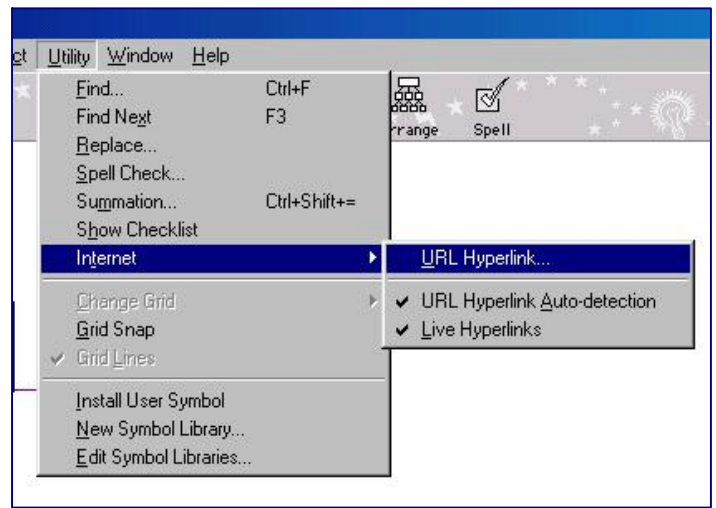 ct Utility Window Help
Find... Ctrl+F
Find Next F3
Replace...
Spell Check...
Summation... Ctrl+Shift+=
Show Checklist
Internet
Change Grid
Grid Snap
Grid Lines
Install User Symbol
New Symbol Library...
Edit Symbol Libraries...
rrange Spell
URL Hyperlink...
URL Hyperlink Auto-detection
Live Hyperlinks